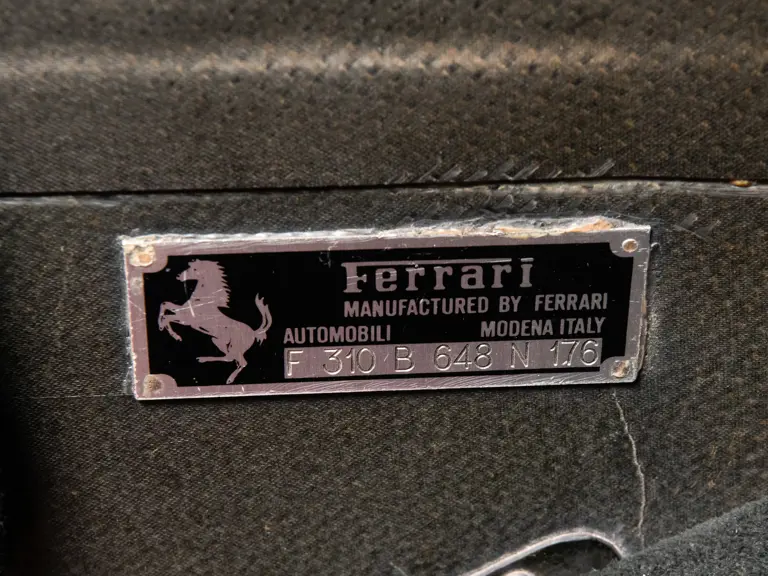 Ferrari
MANUFACTURED BY FERRARI
AUTOMOBILI MODENA ITALY
F 310 B 648 N 176